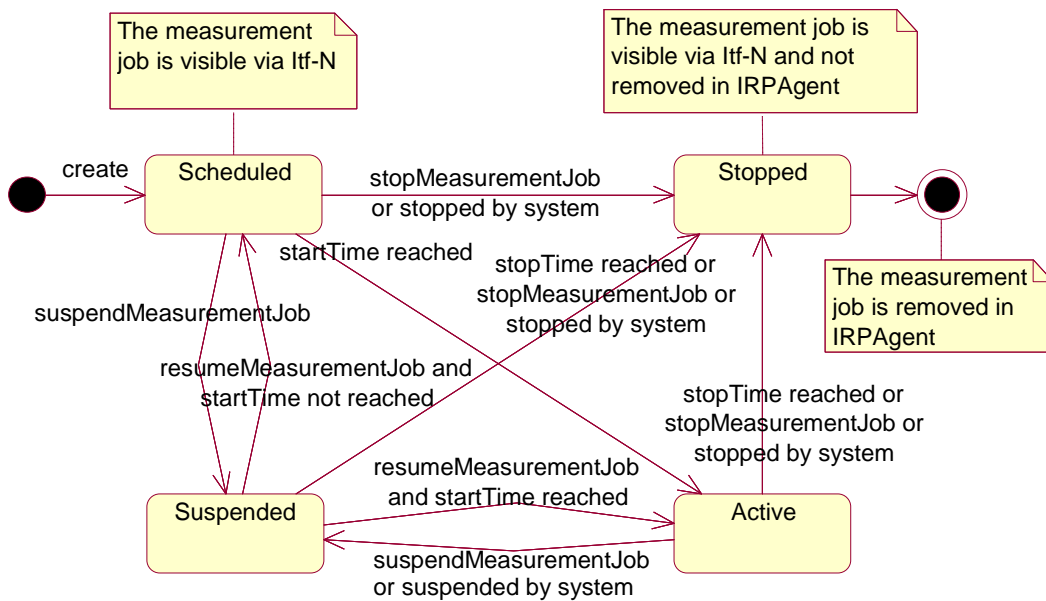 The measurement
job is visible via Itf-N
The measurement job is
visible via Itf-N and not
removed in IRPAgent
create
Scheduled
stopMeasurementJob
or stopped by system
Stopped
startTime reached
stopTime reached or
stopMeasurementJob or
stopped by system
The measurement
job is removed in
IRPAgent
suspendMeasurementJob
resumeMeasurementJob and
startTime not reached
stopTime reached or
stopMeasurementJob or
stopped by system
resumeMeasurementJob
and startTime reached
Suspended
Active
suspendMeasurementJob
or suspended by system